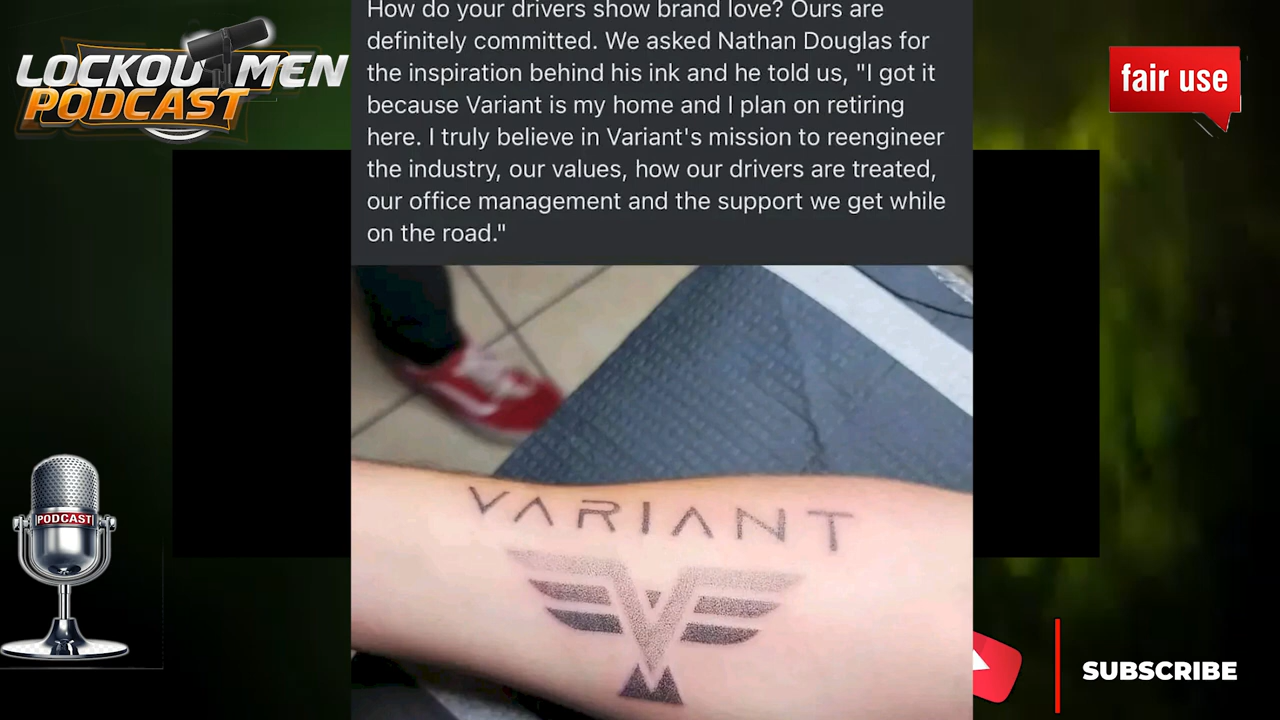 LOCKOU MEN
PODCAST
How do your drivers show brand love? Ours are
definitely committed. We asked Nathan Douglas for
the inspiration behind his ink and he told us, "I got it
because Variant is my home and I plan on retiring
here. I truly believe in Variant's mission to reengineer
the industry, our values, how our drivers are treated,
our office management and the support we get while
on the road."
fair use
VARIANT
PODCAST
SUBSCRIBE